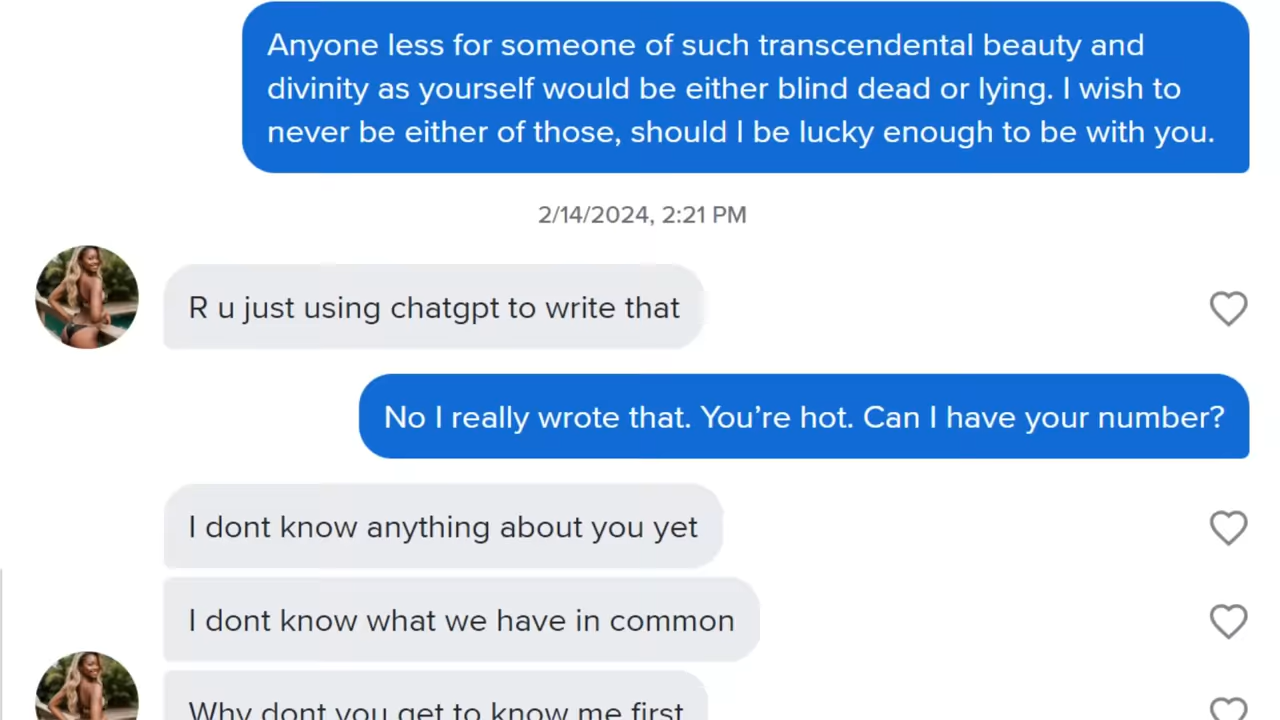 Anyone less for someone of such transcendental beauty and
divinity as yourself would be either blind dead or lying. I wish to
never be either of those, should I be lucky enough to be with you.
2/14/2024, 2:21 PM
R u just using chatgpt to write that
No I really wrote that. You’re hot. Can I have your number?
I dont know anything about you yet
I dont know what we have in common
Why dont you get to know me first